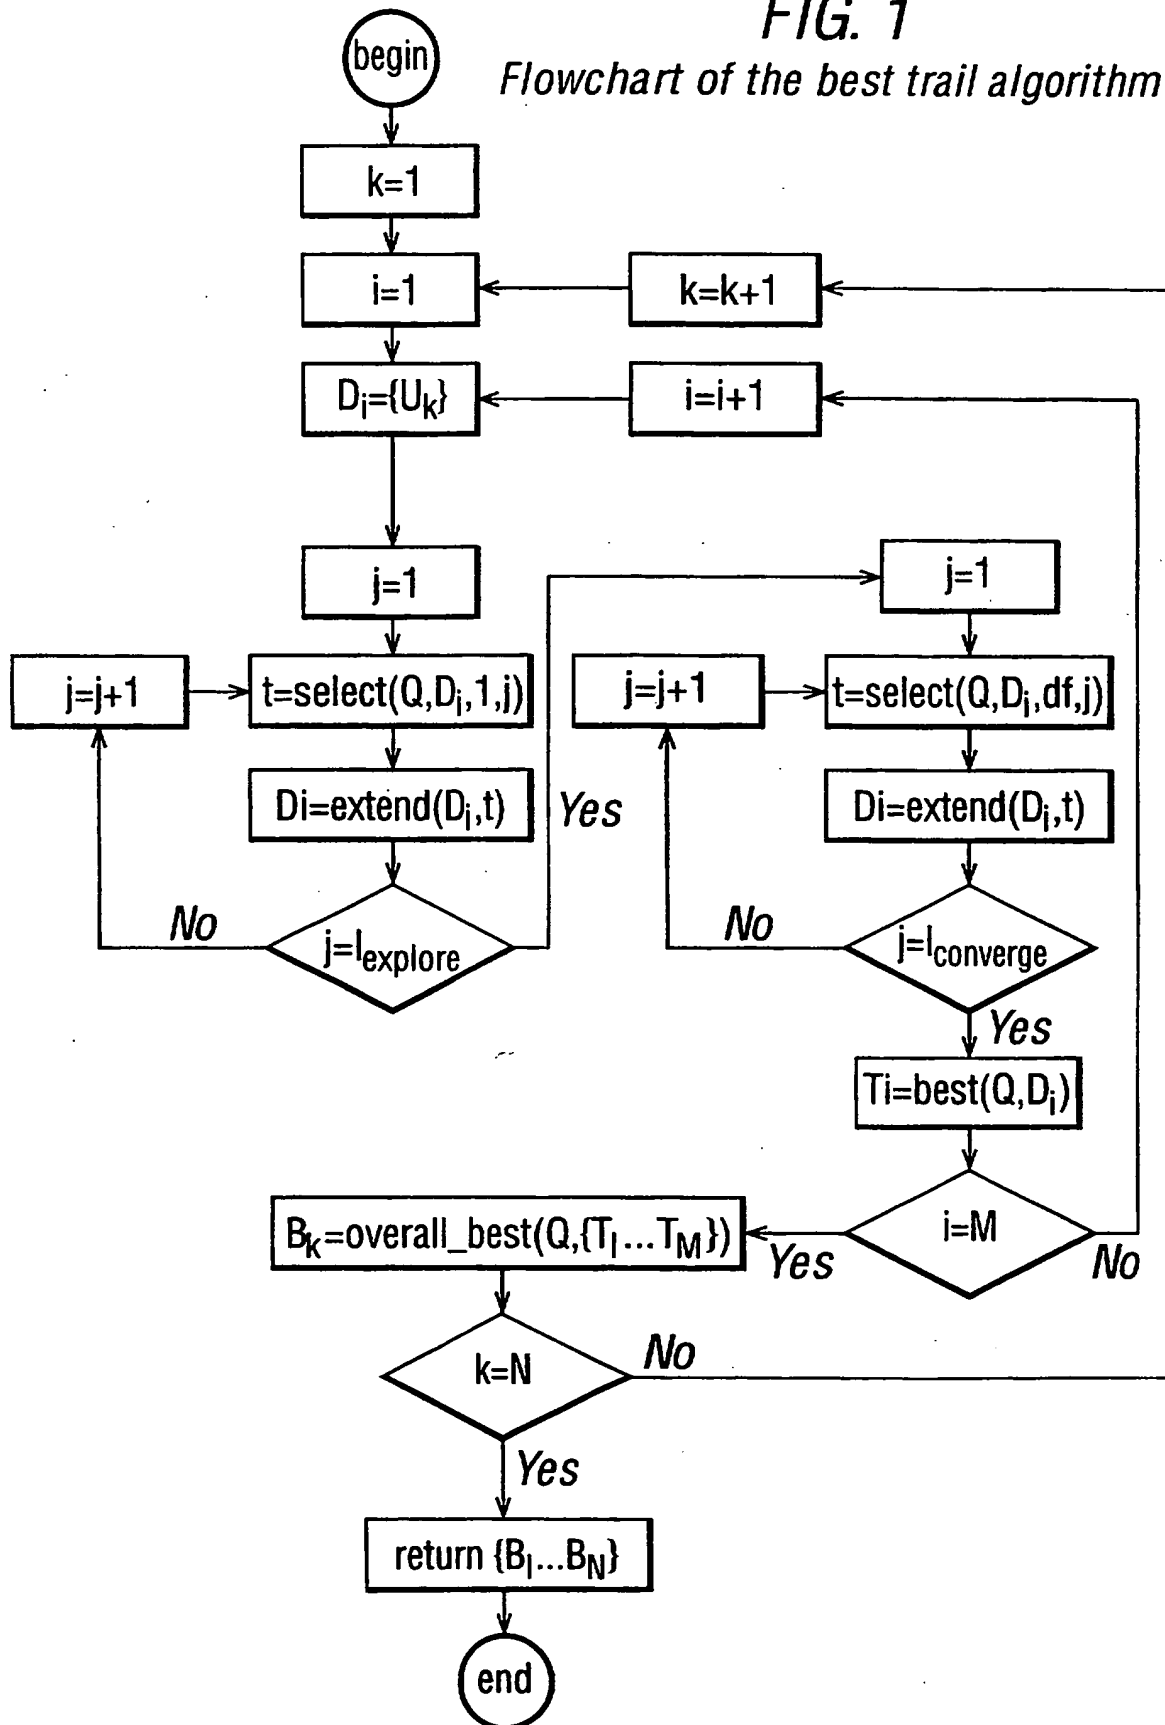 FIG. 1
Flowchart of the best trail algorithm
begin
k=1
i=1
k=k+1
Di={Uk}
i=i+1
j=1
j=1
j=j+1
t=select(Q,Di,1,j)
j=j+1
t=select(Q,Di,df,j)
Di=extend(Di,t)
Yes
Di=extend(Di,t)
No
j=Iexplore
No
j=Iconverge
Yes
Ti=best(Q,Di)
Bk=overall_best(Q,{TI...TM})
Yes
i=M
No
k=N
No
Yes
return {BI...BN}
end